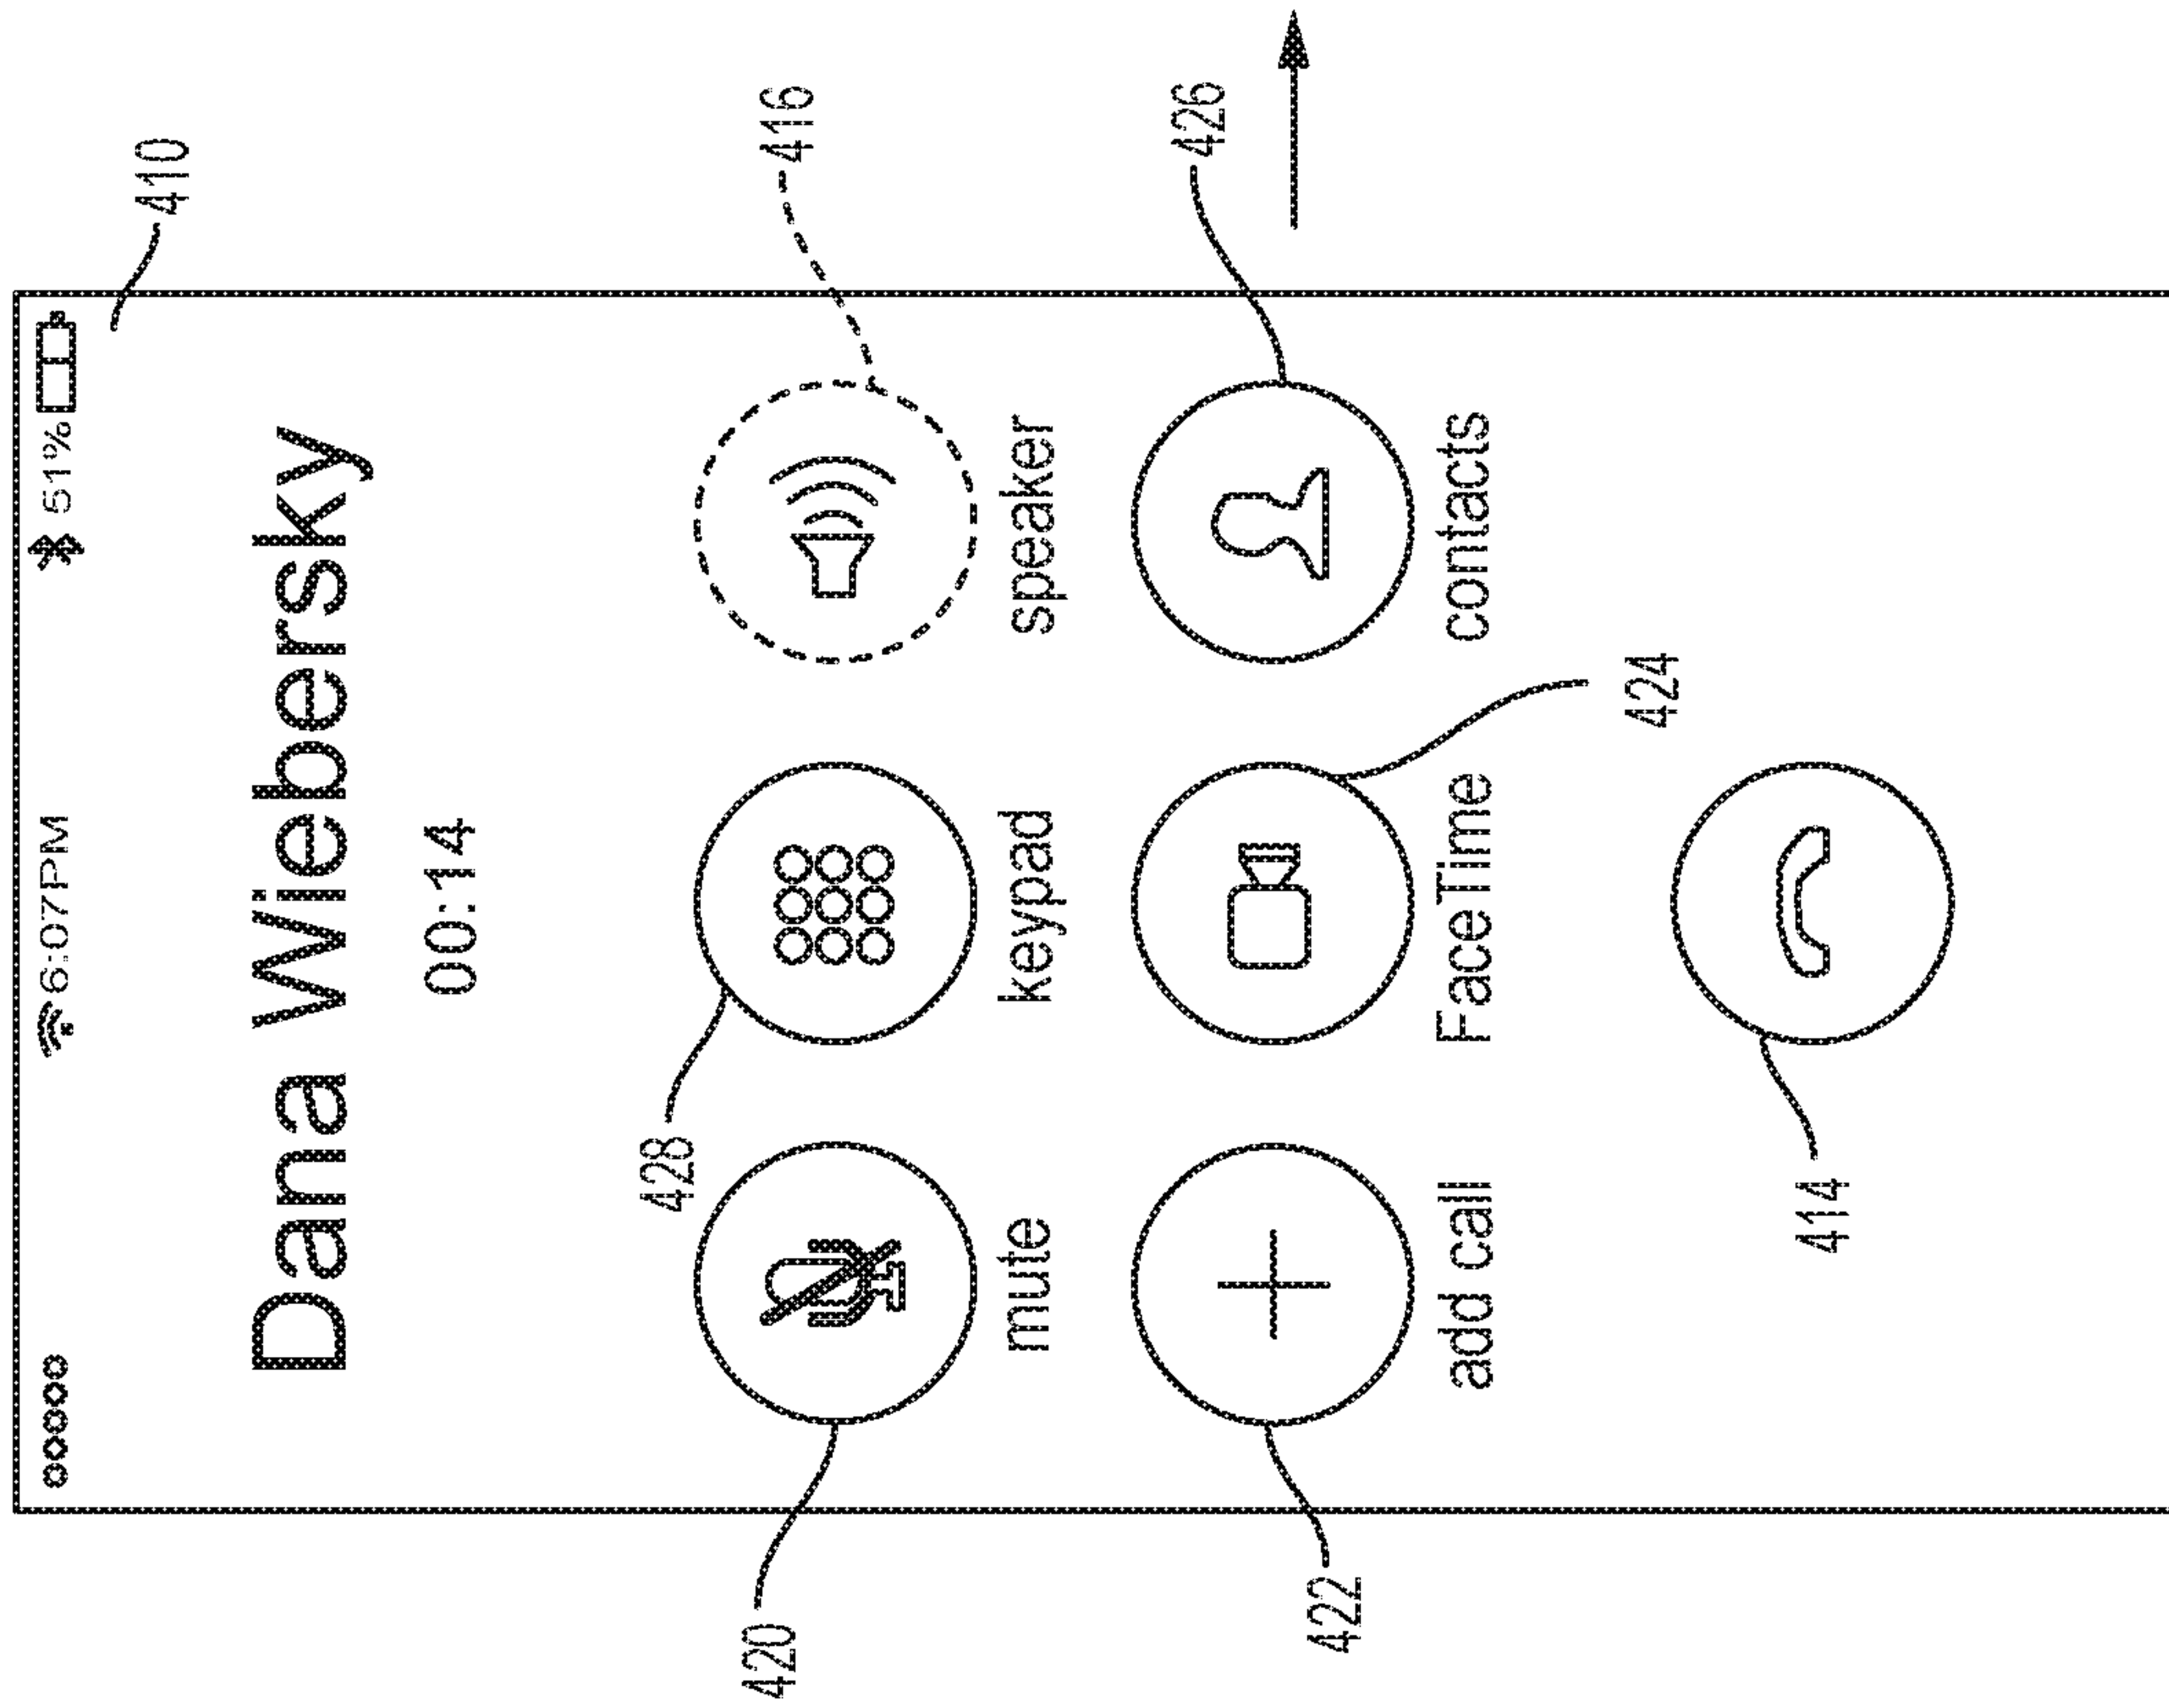 6:07PM 51%
410
Dana Wiebersky
00:14
416
428
mute keypad speaker
420
426
add call FaceTime contacts
422
424
414